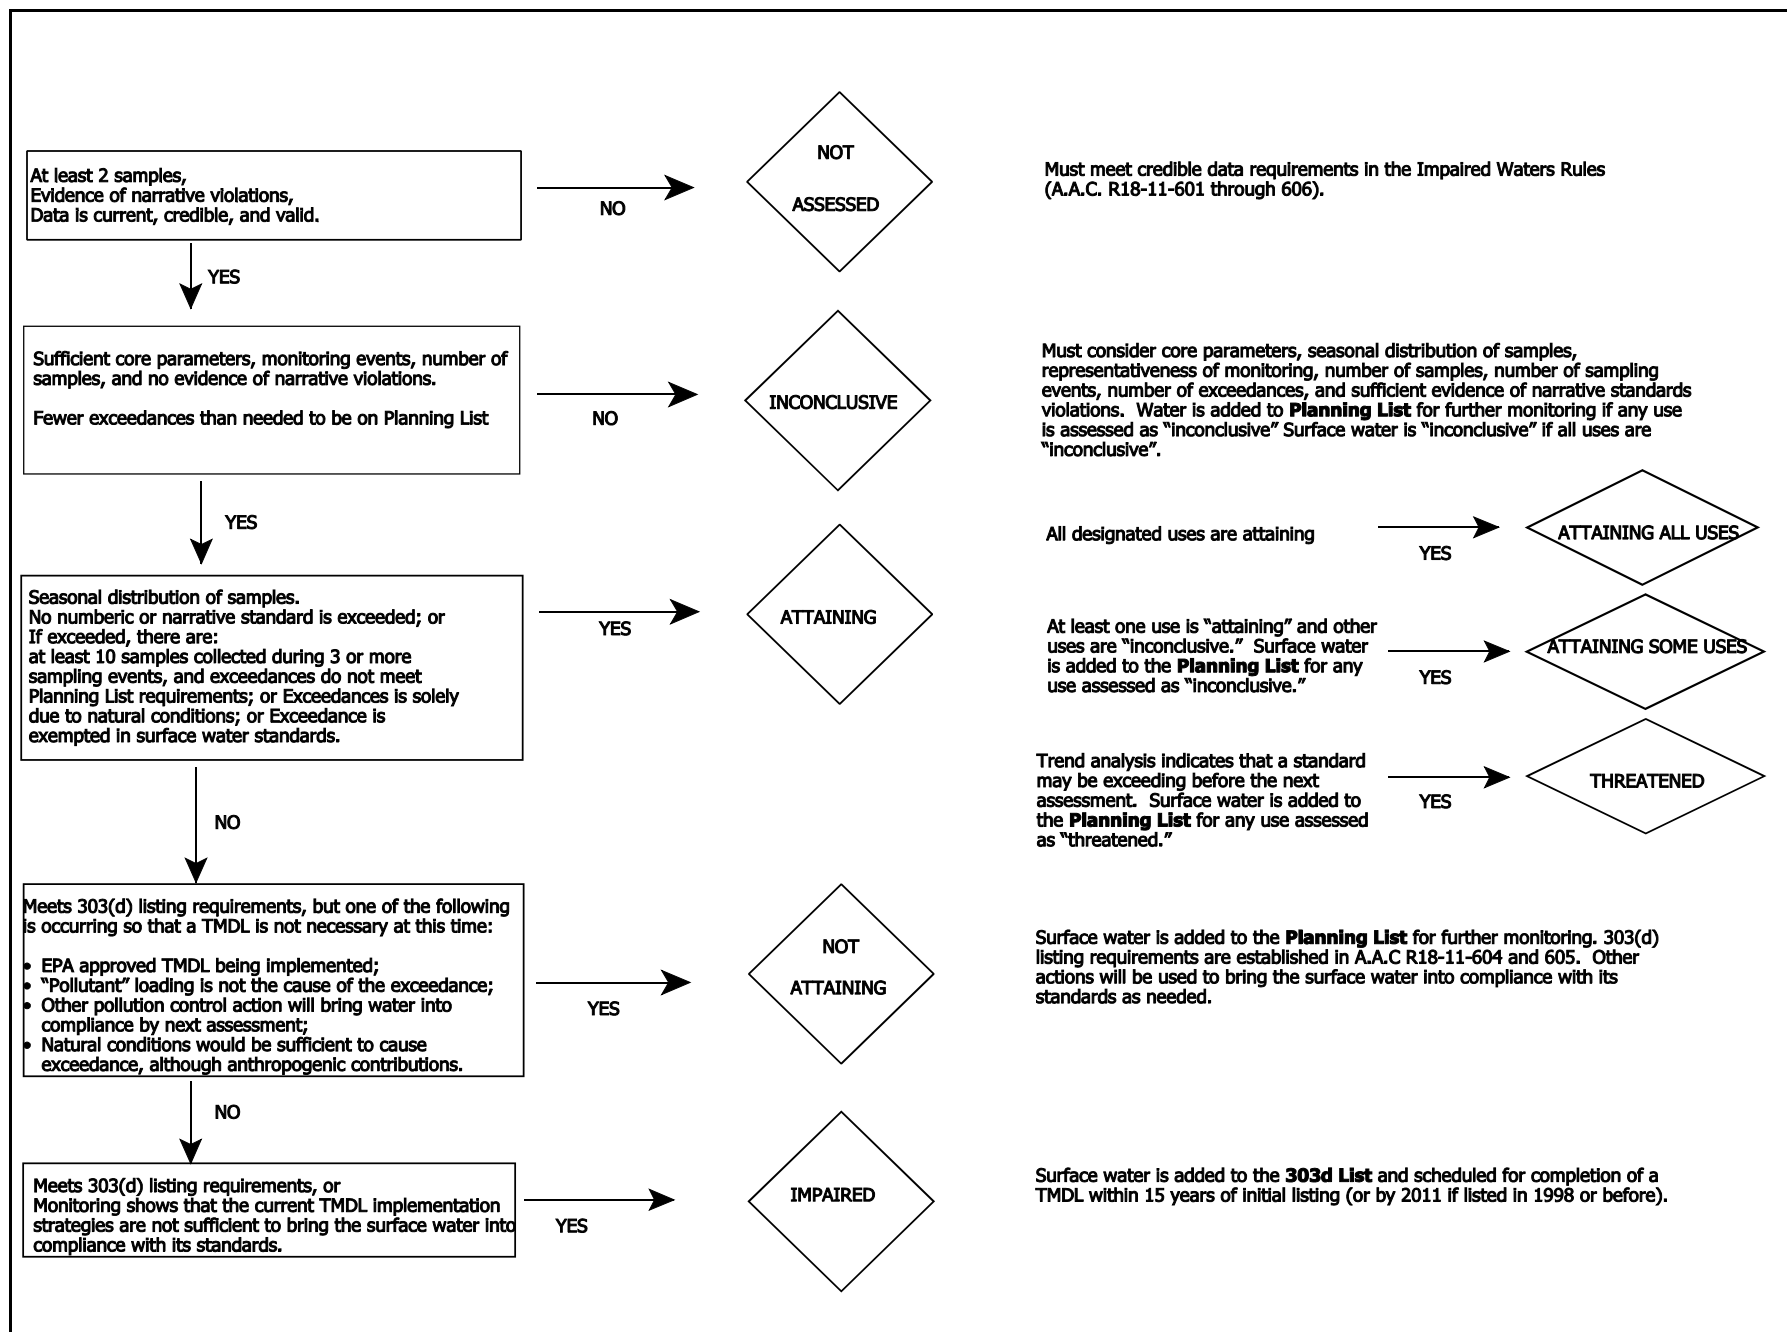 At least 2 samples,
Evidence of narrative violations,
Data is current, credible, and valid.
NO
NOT
ASSESSED
Must meet credible data requirements in the Impaired Waters Rules
(A.A.C. R18-11-601 through 606).
YES
Sufficient core parameters, monitoring events, number of
samples, and no evidence of narrative violations.
Fewer exceedances than needed to be on Planning List
NO
INCONCLUSIVE
Must consider core parameters, seasonal distribution of samples,
representativeness of monitoring, number of samples, number of sampling
events, number of exceedances, and sufficient evidence of narrative standards
violations.  Water is added to Planning List for further monitoring if any use
is assessed as “inconclusive” Surface water is “inconclusive” if all uses are
“inconclusive”.
YES
Seasonal distribution of samples.
No numberic or narrative standard is exceeded; or
If exceeded, there are:
at least 10 samples collected during 3 or more
sampling events, and exceedances do not meet
Planning List requirements; or Exceedances is solely
due to natural conditions; or Exceedance is
exempted in surface water standards.
YES
ATTAINING
All designated uses are attaining
YES
ATTAINING ALL USES
At least one use is “attaining” and other
uses are “inconclusive.”  Surface water
is added to the Planning List for any
use assessed as “inconclusive.”
YES
ATTAINING SOME USES
Trend analysis indicates that a standard
may be exceeding before the next
assessment.  Surface water is added to
the Planning List for any use assessed
as “threatened.”
YES
THREATENED
NO
Meets 303(d) listing requirements, but one of the following
is occurring so that a TMDL is not necessary at this time:
• EPA approved TMDL being implemented;
• “Pollutant” loading is not the cause of the exceedance;
• Other pollution control action will bring water into
compliance by next assessment;
• Natural conditions would be sufficient to cause
exceedance, although anthropogenic contributions.
YES
NOT
ATTAINING
Surface water is added to the Planning List for further monitoring. 303(d)
listing requirements are established in A.A.C R18-11-604 and 605.  Other
actions will be used to bring the surface water into compliance with its
standards as needed.
NO
Meets 303(d) listing requirements, or
Monitoring shows that the current TMDL implementation
strategies are not sufficient to bring the surface water into
compliance with its standards.
YES
IMPAIRED
Surface water is added to the 303d List and scheduled for completion of a
TMDL within 15 years of initial listing (or by 2011 if listed in 1998 or before).